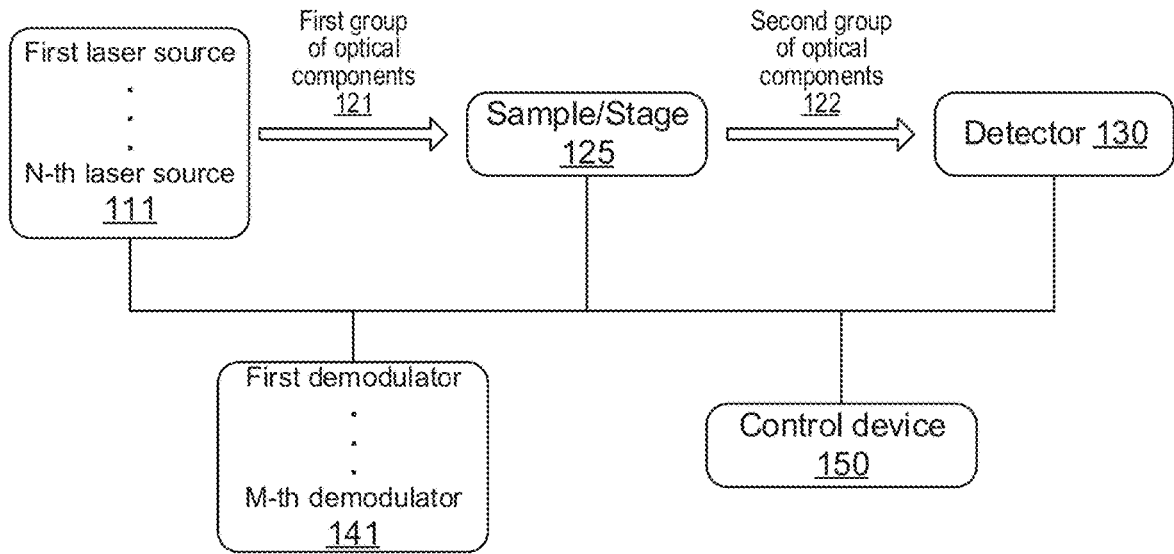 First laser source
.
.
.
N-th laser source
111
First group
of optical
components
121
Sample/Stage
125
Second group
of optical
components
122
Detector 130
First demodulator
.
.
.
M-th demodulator
141
Control device
150